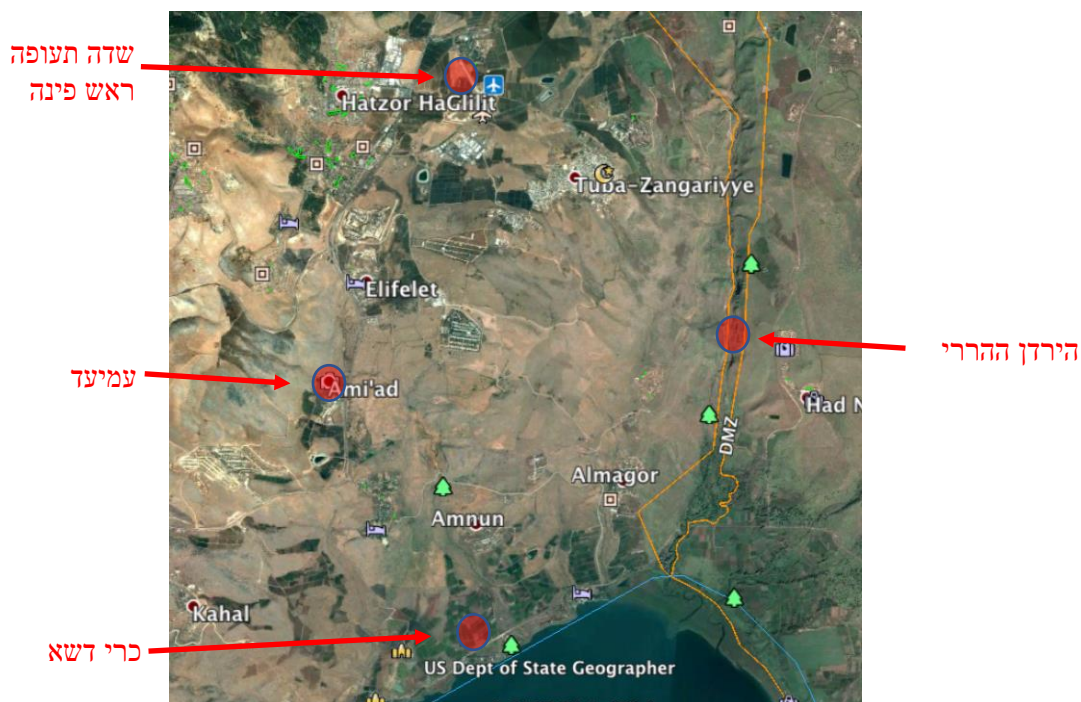 שדה תעופה
ראש פינה
Hatzor HaGlilit
Tuba-Zangariyye
Elifelet
הירדן ההררי
עמיעד
Ami'ad
Had N
DMZ
Almagor
Amnun
Kahal
כרי דשא
US Dept of State Geographer